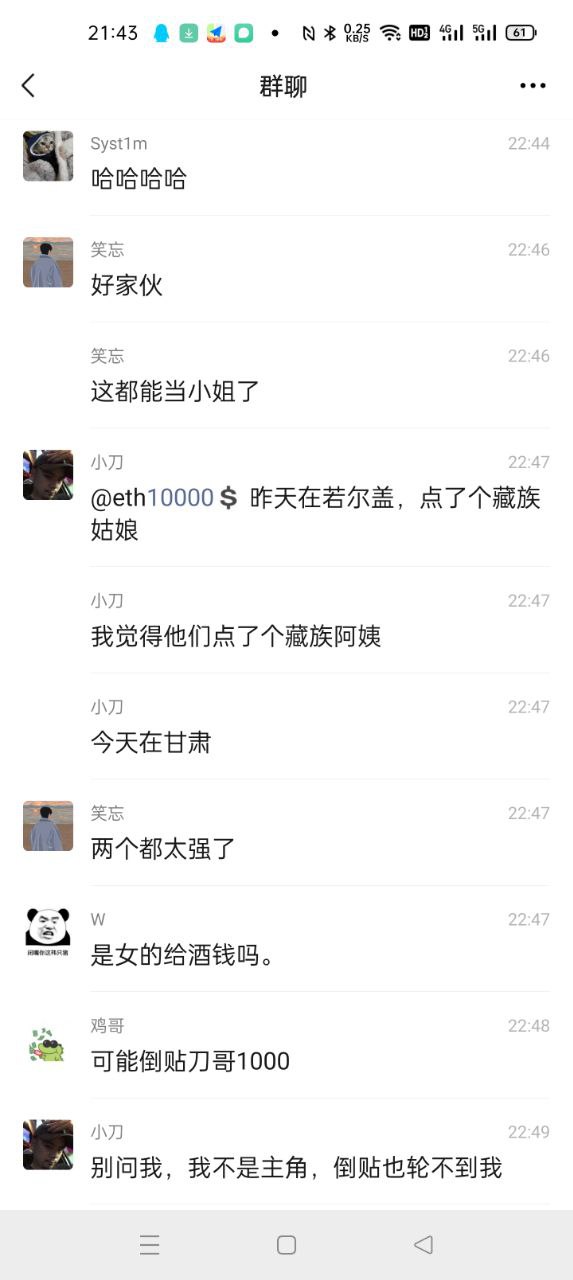 21:43
0.25
KB/S
HD
4G
5G
61
群聊
Syst1m
22:44
哈哈哈哈
笑忘
22:46
好家伙
笑忘
22:46
这都能当小姐了
小刀
22:47
@eth10000💲 昨天在若尔盖，点了个藏族
姑娘
小刀
22:47
我觉得他们点了个藏族阿姨
小刀
22:47
今天在甘肃
笑忘
22:47
两个都太强了
W
22:47
是女的给酒钱吗。
鸡哥
22:48
可能倒贴刀哥1000
小刀
22:49
别问我，我不是主角，倒贴也轮不到我